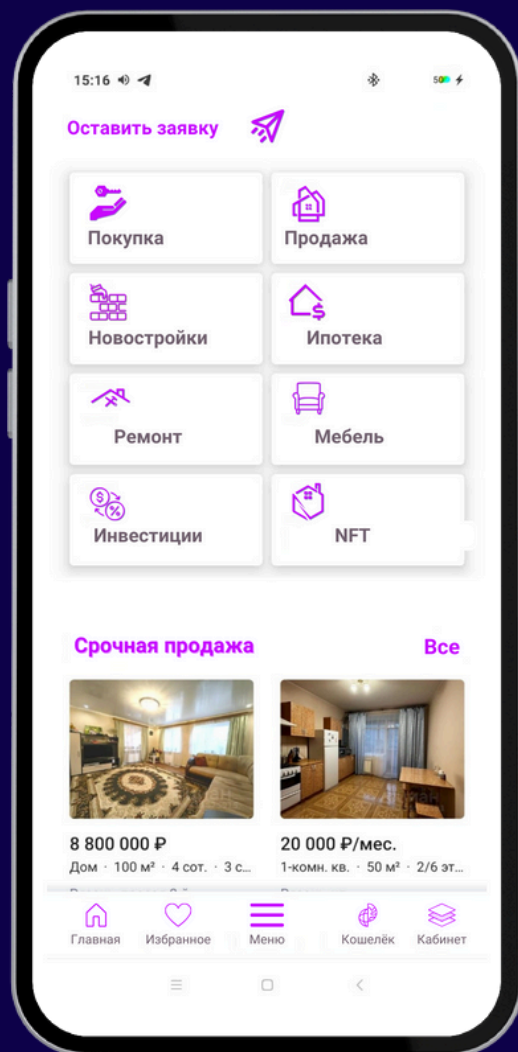 15:16
Оставить заявку
Покупка
Продажа
Новостройки
Ипотека
Ремонт
Мебель
Инвестиции
NFT
Срочная продажа
Все
8 800 000 ₽
20 000 ₽/мес.
Дом · 100 м² · 4 сот. · 3 с...
1-комн. кв. · 50 м² · 2/6 эт...
Главная
Избранное
Меню
Кошелёк
Кабинет